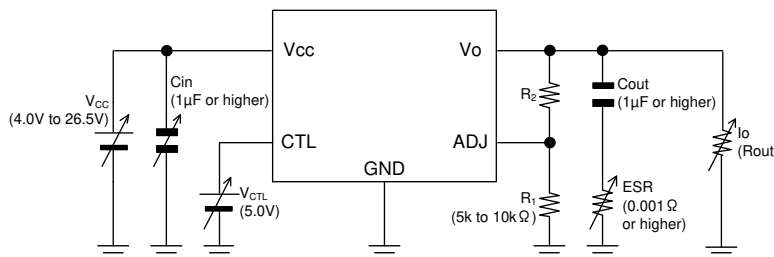 Vcc
Vo
Cin
(1µF or higher)
VCC
(4.0V to 26.5V)
R2
Cout
(1µF or higher)
CTL
ADJ
Io
(Rout
GND
VCTL
(5.0V)
R1
(5k to 10kΩ)
ESR
(0.001Ω
or higher)